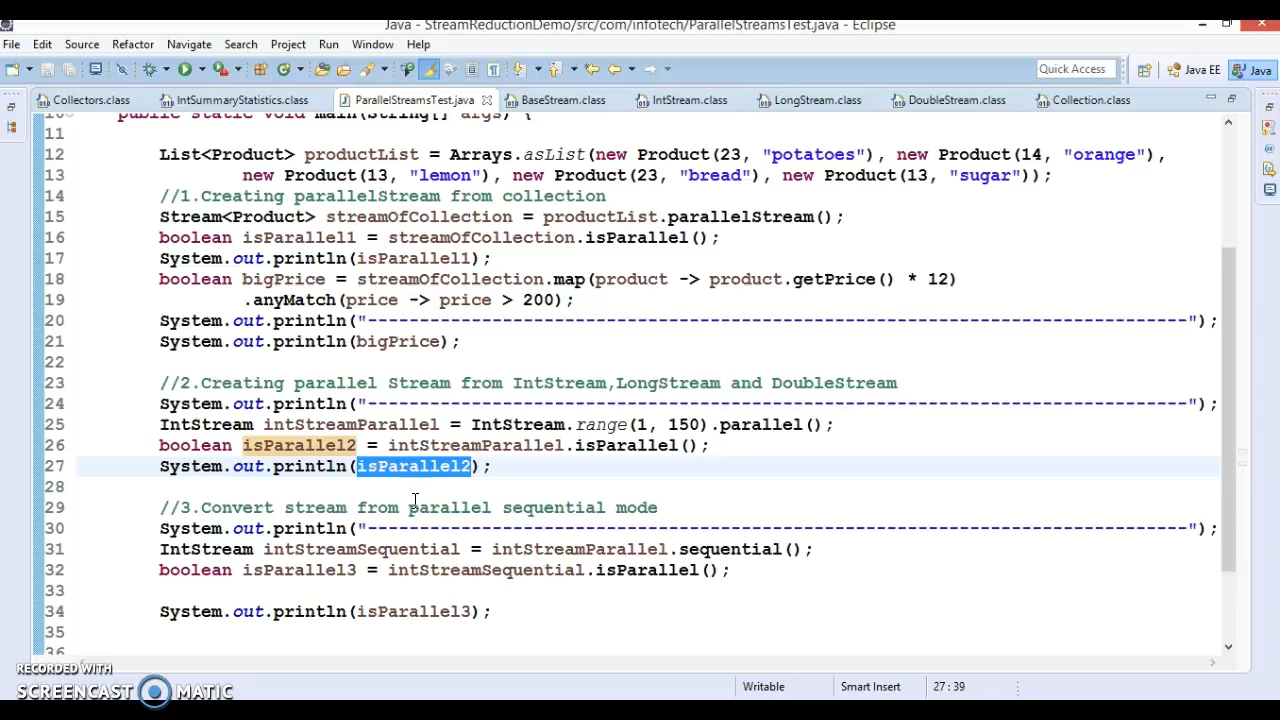 Java - StreamReductionDemo/src/com/infotech/ParallelStreamsTest.java - Eclipse
File Edit Source Refactor Navigate Search Project Run Window Help
Quick Access Java EE Java
Collectors.class IntSummaryStatistics.class ParallelStreamsTest.java BaseStream.class IntStream.class LongStream.class DoubleStream.class Collection.class
10 public static void main(String[] args) {
11
12 List<Product> productList = Arrays.asList(new Product(23, "potatoes"), new Product(14, "orange"),
13 new Product(13, "lemon"), new Product(23, "bread"), new Product(13, "sugar"));
14 //1.Creating parallelStream from collection
15 Stream<Product> streamOfCollection = productList.parallelStream();
16 boolean isParallel1 = streamOfCollection.isParallel();
17 System.out.println(isParallel1);
18 boolean bigPrice = streamOfCollection.map(product -> product.getPrice() * 12)
19 .anyMatch(price -> price > 200);
20 System.out.println("-------------------------------------------------------------------------------");
21 System.out.println(bigPrice);
22
23 //2.Creating parallel Stream from IntStream,LongStream and DoubleStream
24 System.out.println("-------------------------------------------------------------------------------");
25 IntStream intStreamParallel = IntStream.range(1, 150).parallel();
26 boolean isParallel2 = intStreamParallel.isParallel();
27 System.out.println(isParallel2);
28
29 //3.Convert stream from parallel sequential mode
30 System.out.println("-------------------------------------------------------------------------------");
31 IntStream intStreamSequential = intStreamParallel.sequential();
32 boolean isParallel3 = intStreamSequential.isParallel();
33
34 System.out.println(isParallel3);
35
36
RECORDED WITH
SCREENCAST MATIC
Writable Smart Insert 27 : 39